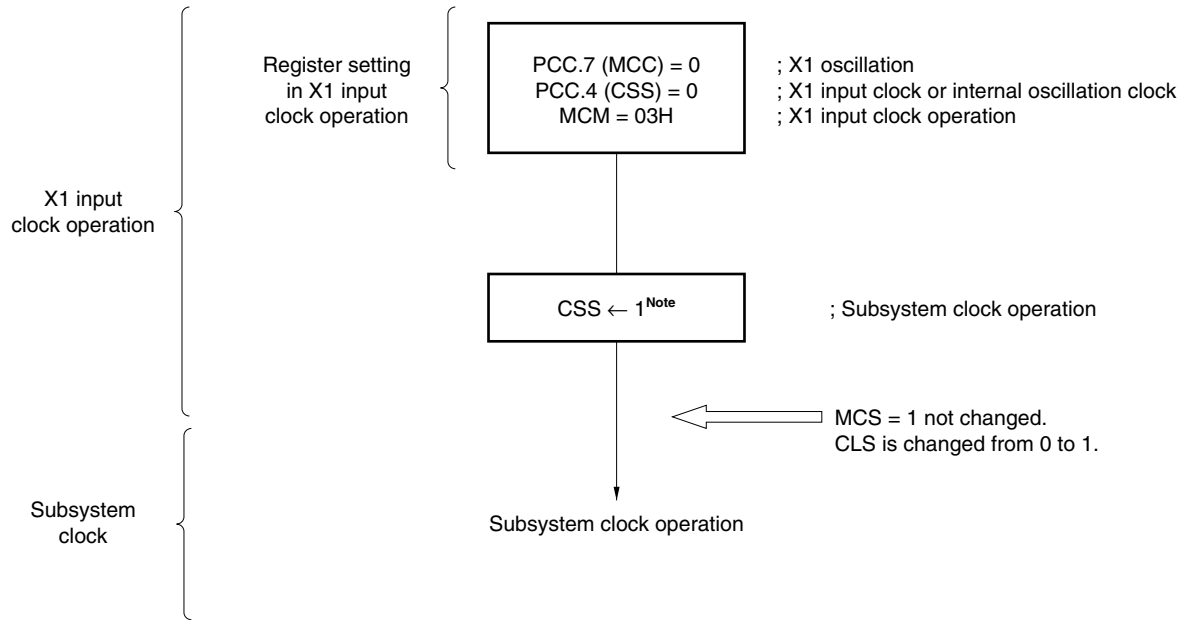 Register setting
in X1 input
clock operation
PCC.7 (MCC) = 0
PCC.4 (CSS) = 0
MCM = 03H
; X1 oscillation
; X1 input clock or internal oscillation clock
; X1 input clock operation
X1 input
clock operation
CSS ← 1Note
; Subsystem clock operation
MCS = 1 not changed.
CLS is changed from 0 to 1.
Subsystem
clock
Subsystem clock operation